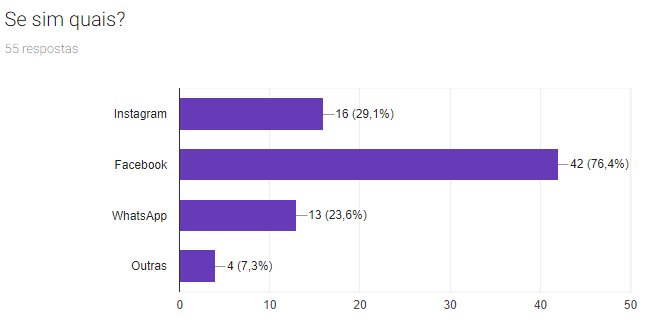 Se sim quais?
55 respostas
Instagram 16 (29,1%)
Facebook 42 (76,4%)
WhatsApp 13 (23,6%)
Outras 4 (7,3%)
0 10 20 30 40 50